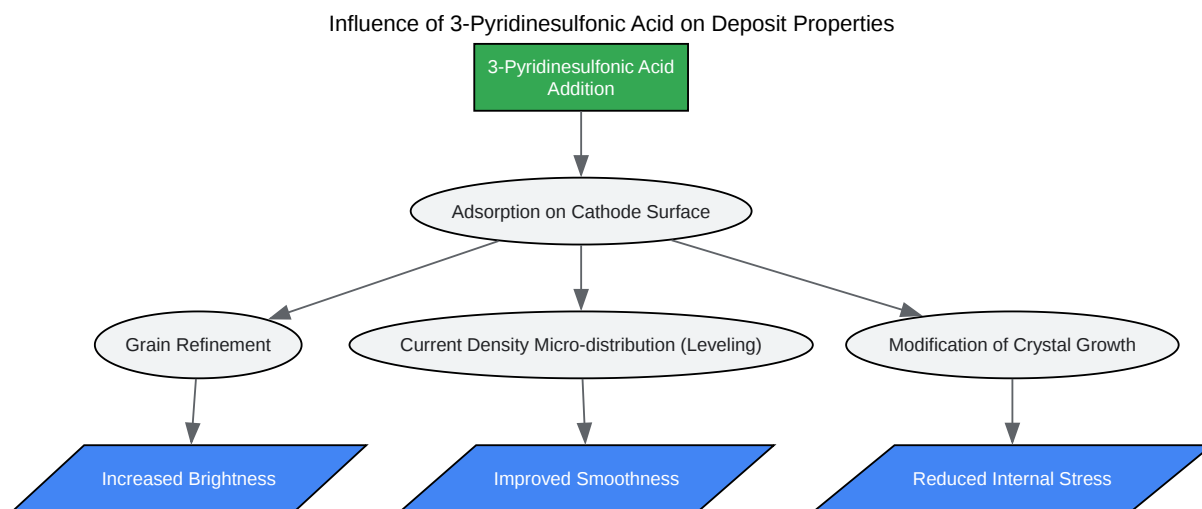 Influence of 3-Pyridinesulfonic Acid on Deposit Properties
3-Pyridinesulfonic Acid
Addition
Adsorption on Cathode Surface
Grain Refinement
Current Density Micro-distribution (Leveling)
Modification of Crystal Growth
Increased Brightness
Improved Smoothness
Reduced Internal Stress